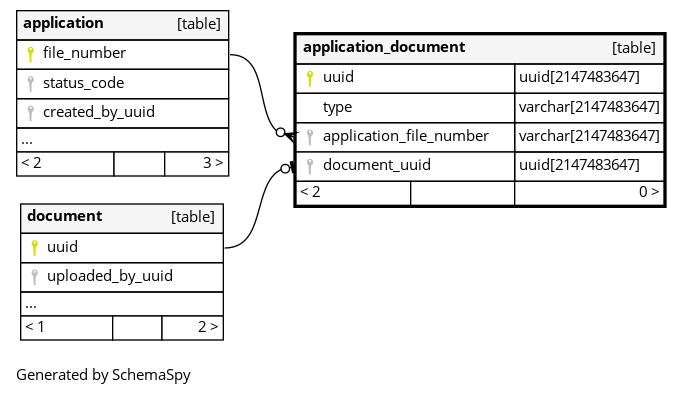 application [table]
file_number
status_code
created_by_uuid
...
< 2 3 >
application_document [table]
uuid uuid[2147483647]
type varchar[2147483647]
application_file_number varchar[2147483647]
document_uuid uuid[2147483647]
< 2 0 >
document [table]
uuid
uploaded_by_uuid
...
< 1 2 >
Generated by SchemaSpy